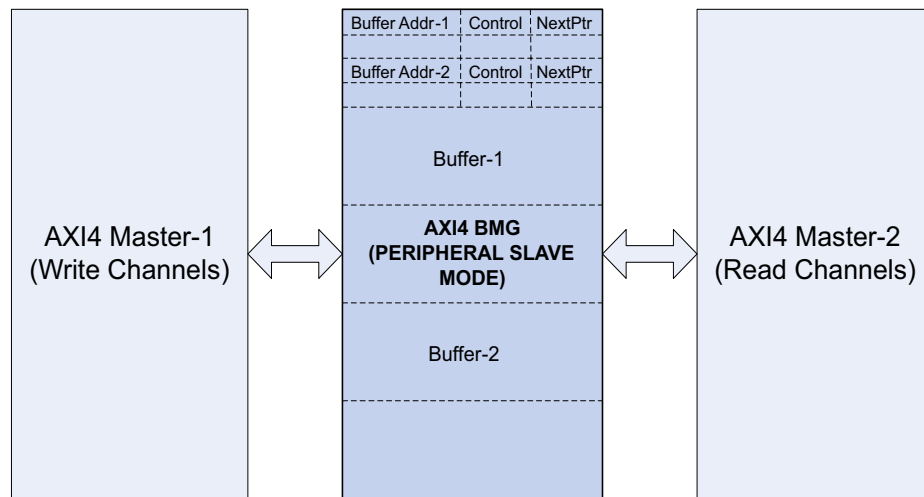 Buffer Addr-1 Control NextPtr
Buffer Addr-2 Control NextPtr
Buffer-1
AXI4 Master-1
(Write Channels)
AXI4 BMG
(PERIPHERAL SLAVE
MODE)
AXI4 Master-2
(Read Channels)
Buffer-2